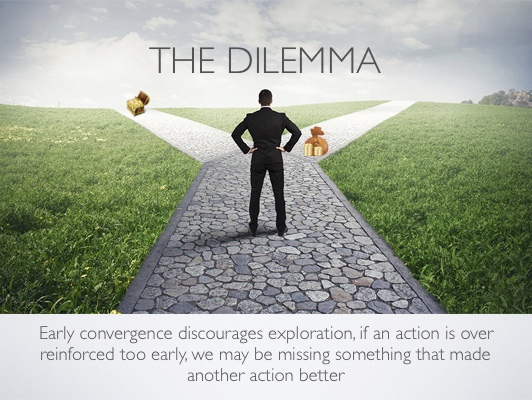 THE DILEMMA
Early convergence discourages exploration, if an action is over
reinforced too early, we may be missing something that made
another action better